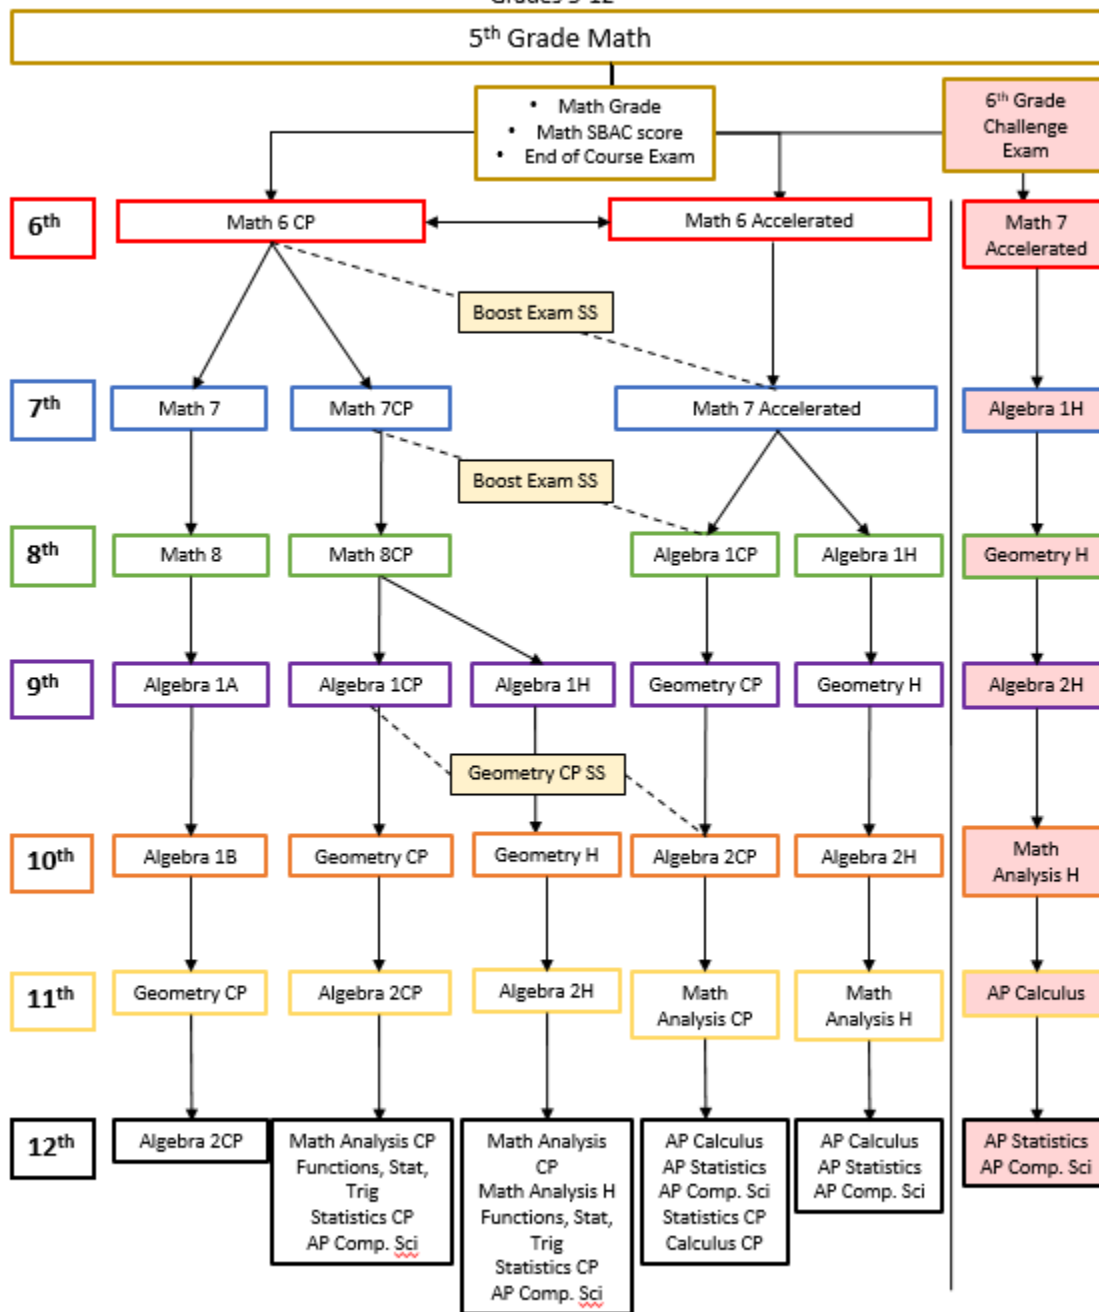 Grades 5-12
5th Grade Math
• Math Grade
• Math SBAC score
• End of Course Exam
6th Grade
Challenge
Exam
6th
Math 6 CP
Math 6 Accelerated
Math 7
Accelerated
Boost Exam SS
7th
Math 7
Math 7CP
Math 7 Accelerated
Algebra 1H
Boost Exam SS
8th
Math 8
Math 8CP
Algebra 1CP
Algebra 1H
Geometry H
9th
Algebra 1A
Algebra 1CP
Algebra 1H
Geometry CP
Geometry H
Algebra 2H
Geometry CP SS
10th
Algebra 1B
Geometry CP
Geometry H
Algebra 2CP
Algebra 2H
Math
Analysis H
11th
Geometry CP
Algebra 2CP
Algebra 2H
Math
Analysis CP
Math
Analysis H
AP Calculus
12th
Algebra 2CP
Math Analysis CP
Functions, Stat,
Trig
Statistics CP
AP Comp. Sci
Math Analysis
CP
Math Analysis H
Functions, Stat,
Trig
Statistics CP
AP Comp. Sci
AP Calculus
AP Statistics
AP Comp. Sci
Statistics CP
Calculus CP
AP Calculus
AP Statistics
AP Comp. Sci
AP Statistics
AP Comp. Sci